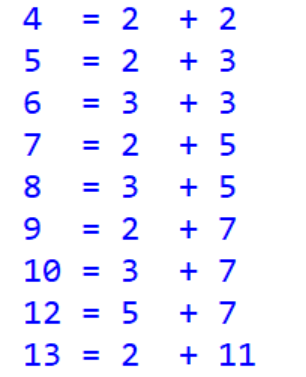 4  = 2  + 2
5  = 2  + 3
6  = 3  + 3
7  = 2  + 5
8  = 3  + 5
9  = 2  + 7
10 = 3  + 7
12 = 5  + 7
13 = 2  + 11